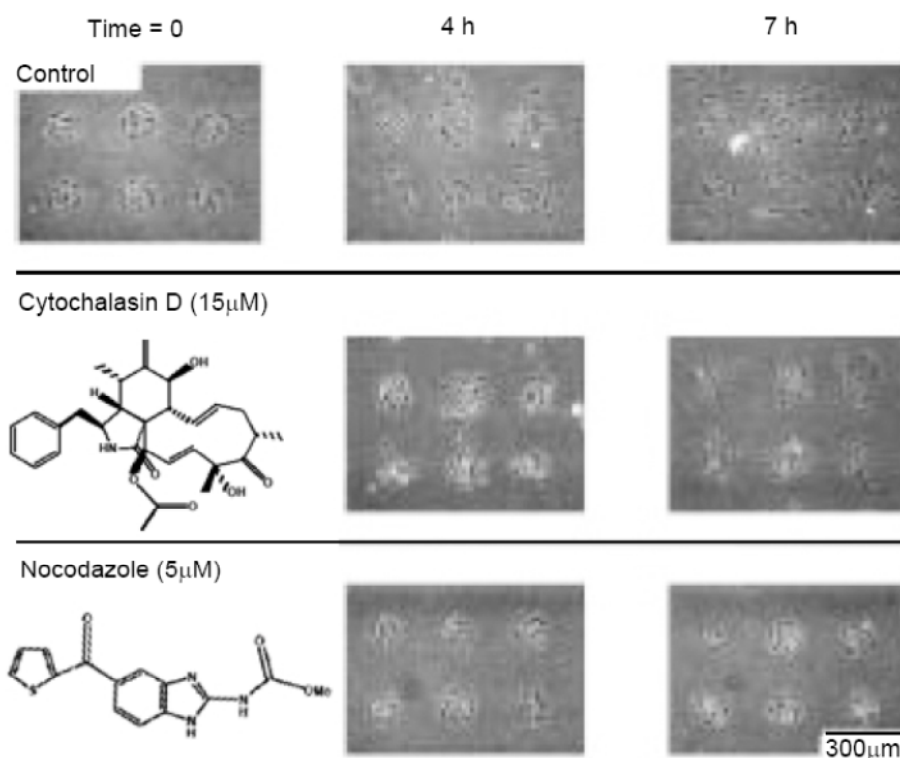 Time = 0 4 h 7 h
Control
Cytochalasin D (15μM)
OH
H
HN
O
O
OH
O
O
Nocodazole (5μM)
O
O
N
S
N
H
OMe
N
H
300μm